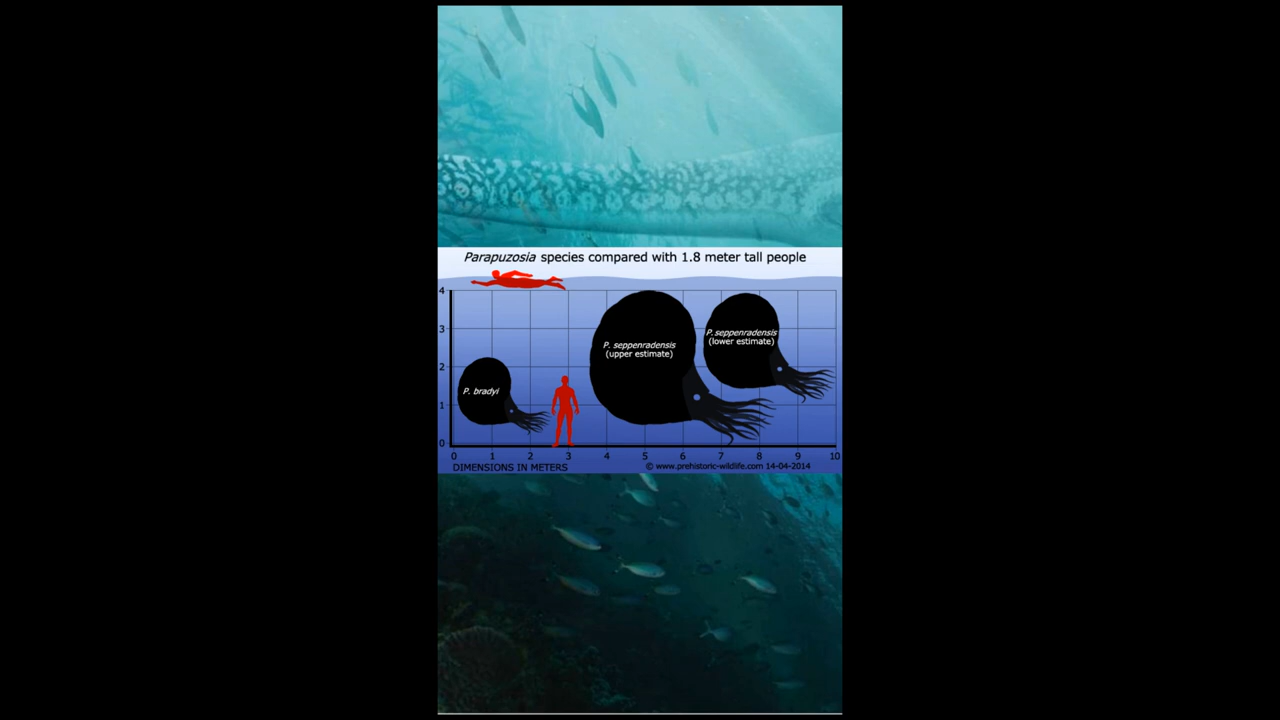 Parapuzosia species compared with 1.8 meter tall people
4
3
2
1
0
P. bradyi
P. seppenradensis
(upper estimate)
P. seppenradensis
(lower estimate)
0 1 2 3 4 5 6 7 8 9 10
DIMENSIONS IN METERS
© www.prehistoric-wildlife.com 14-04-2014